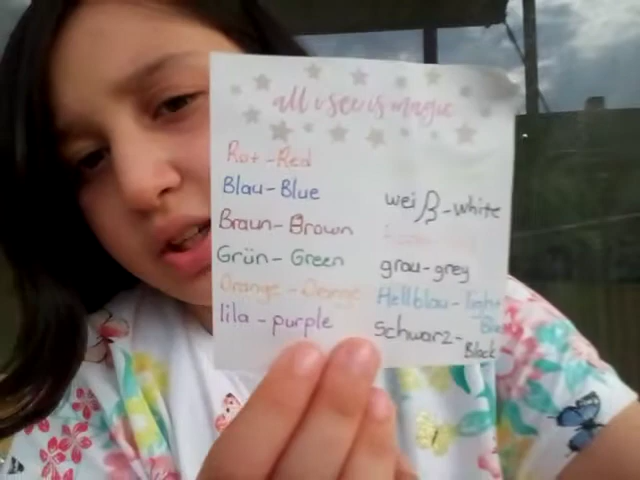 all i see is magic
Rot - Red
Blau - Blue
Braun - Brown
Grün - Green
Orange - Orange
lila - purple
weiß - white
grau - grey
Hellblau - light Blue
schwarz - Black